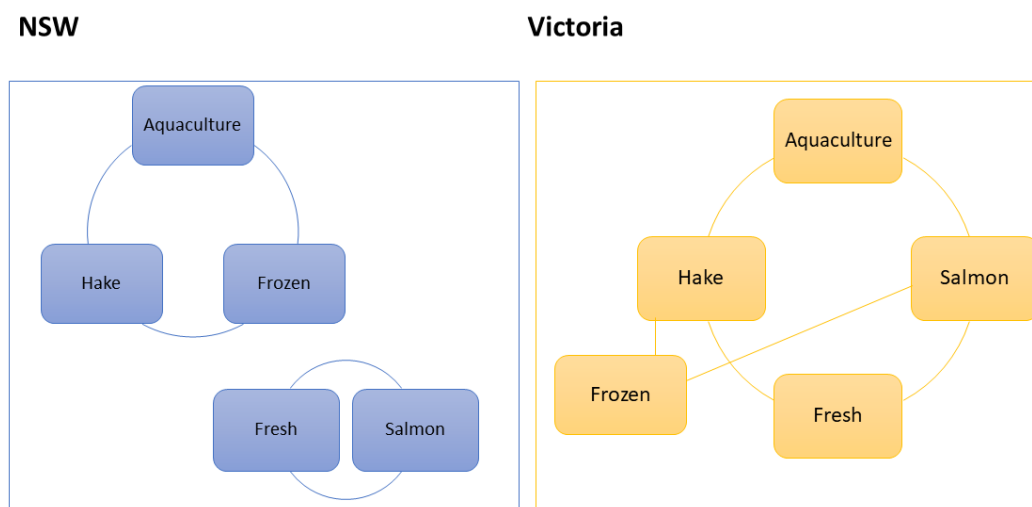 NSW
Victoria
Aquaculture
Hake
Frozen
Fresh
Salmon
Aquaculture
Hake
Salmon
Frozen
Fresh